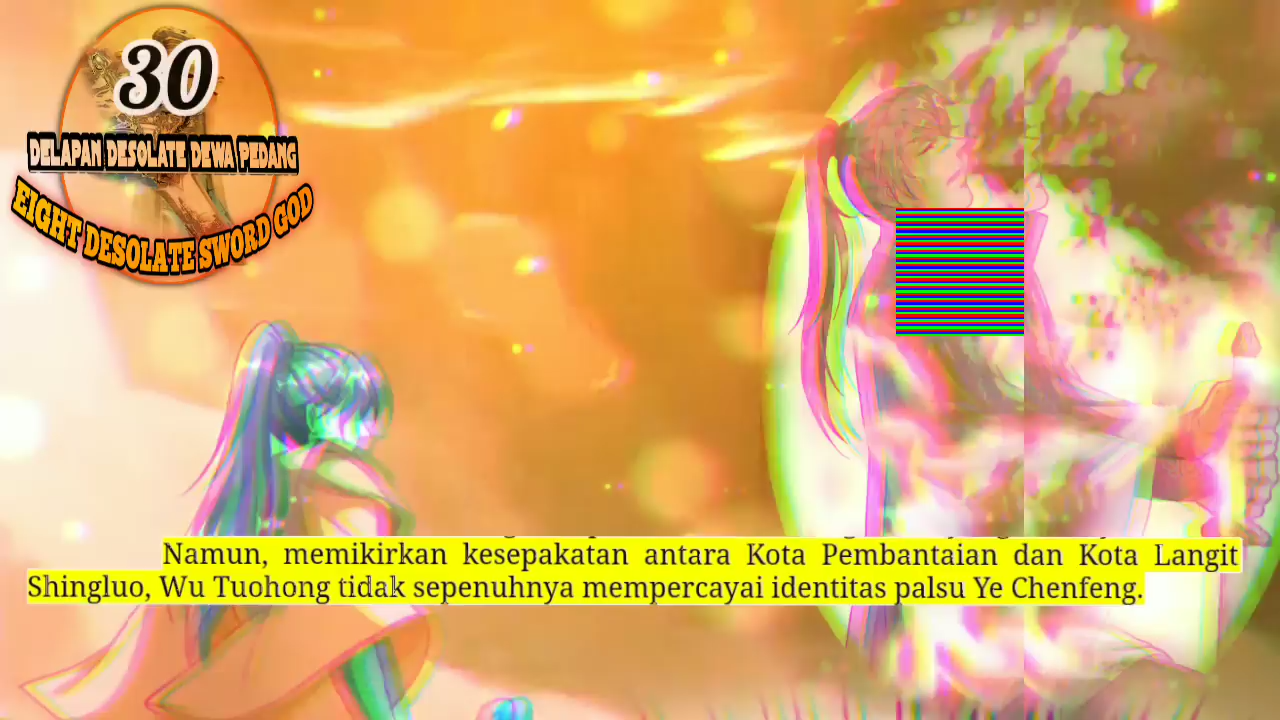 30
DELAPAN DESOLATE DEWA PEDANG
EIGHT DESOLATE SWORD GOD
Namun, memikirkan kesepakatan antara Kota Pembantaian dan Kota Langit
Shingluo, Wu Tuohong tidak sepenuhnya mempercayai identitas palsu Ye Chenfeng.